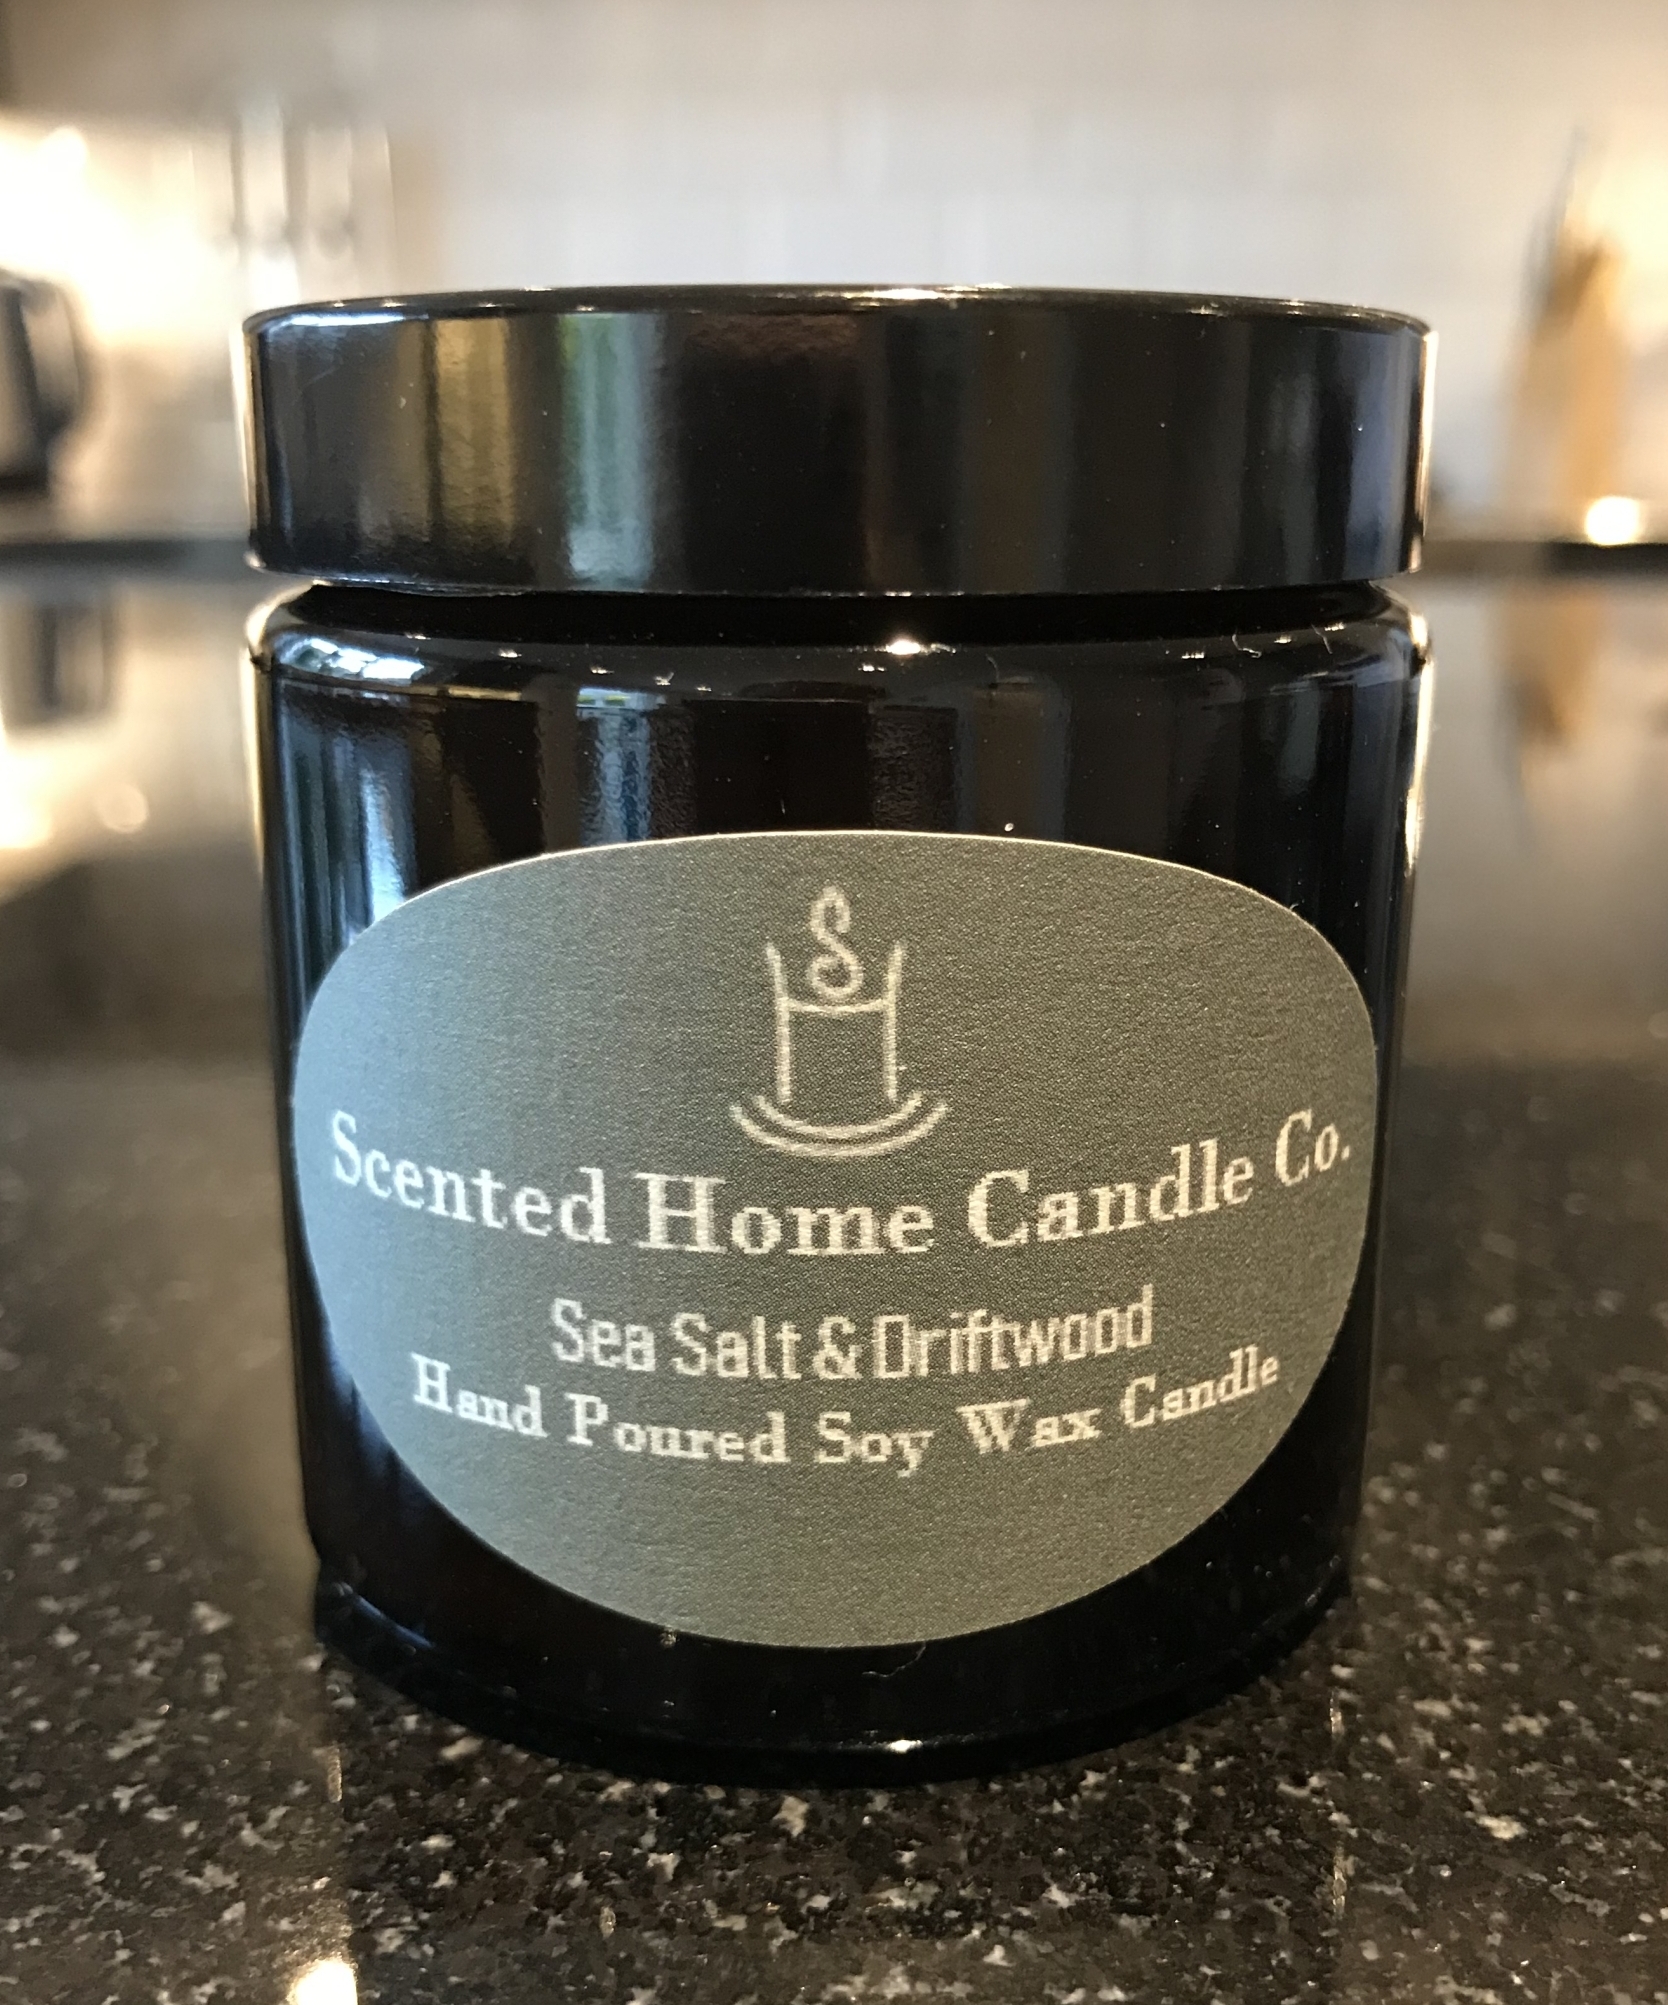 Scented Home Candle Co.
Sea Salt & Driftwood
Hand Poured Soy Wax Candle